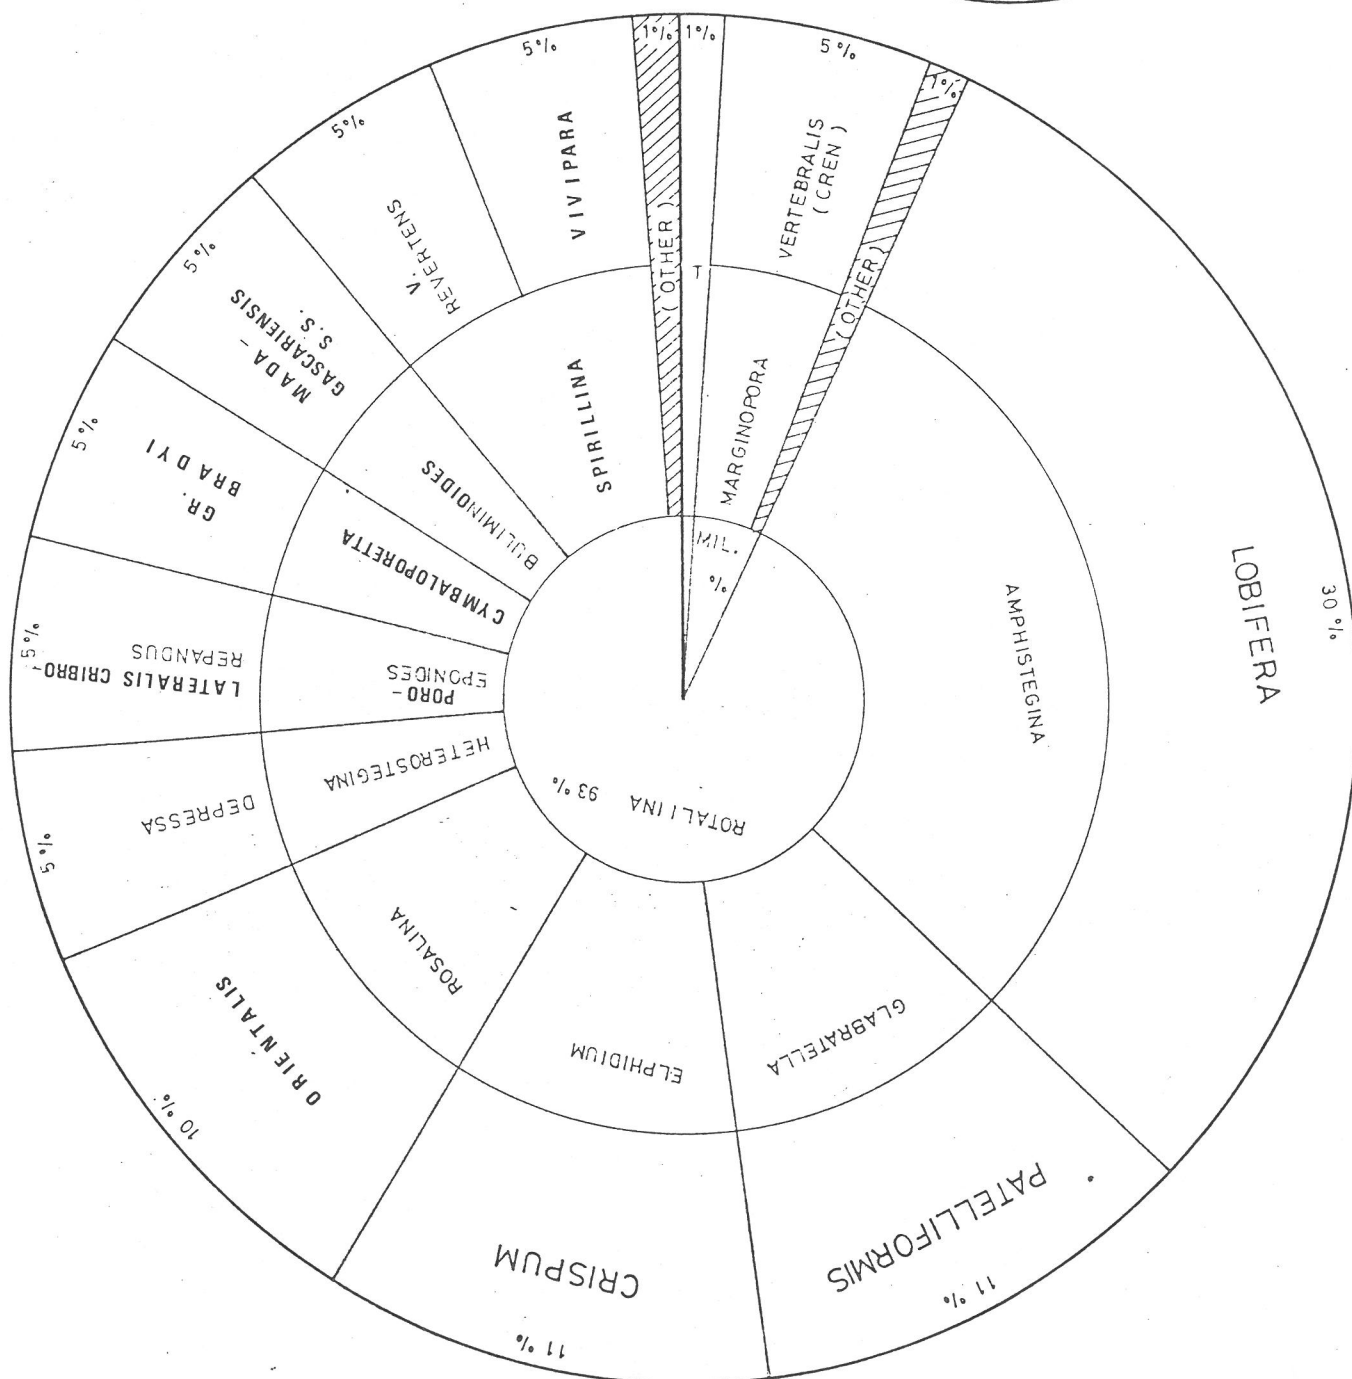 1%
5%
VERTEBRALIS
(CREN)
1%
(OTHER)
30%
LOBIFERA
11%
PATELLIFORMIS
11%
CRISPUM
10%
ORIENTALIS
5%
DEPRESSA
5%
LATERALIS CRIBRO-
REPANDUS
5%
GR.
BRADYI
5%
MADA-
GASCARIENSIS
S.S.
5%
V.
REVERTENS
5%
VIVIPARA
1%
(OTHER)
T
MARGINOPORA
AMPHISTEGINA
GLABRATELLA
ELPHIDIUM
ROSALINA
HETEROSTEGINA
PORO-
EPONIDES
CYMBALOPORETTA
BULIMINOIDES
SPIRILLINA
MIL.
%
ROTALIINA 93%